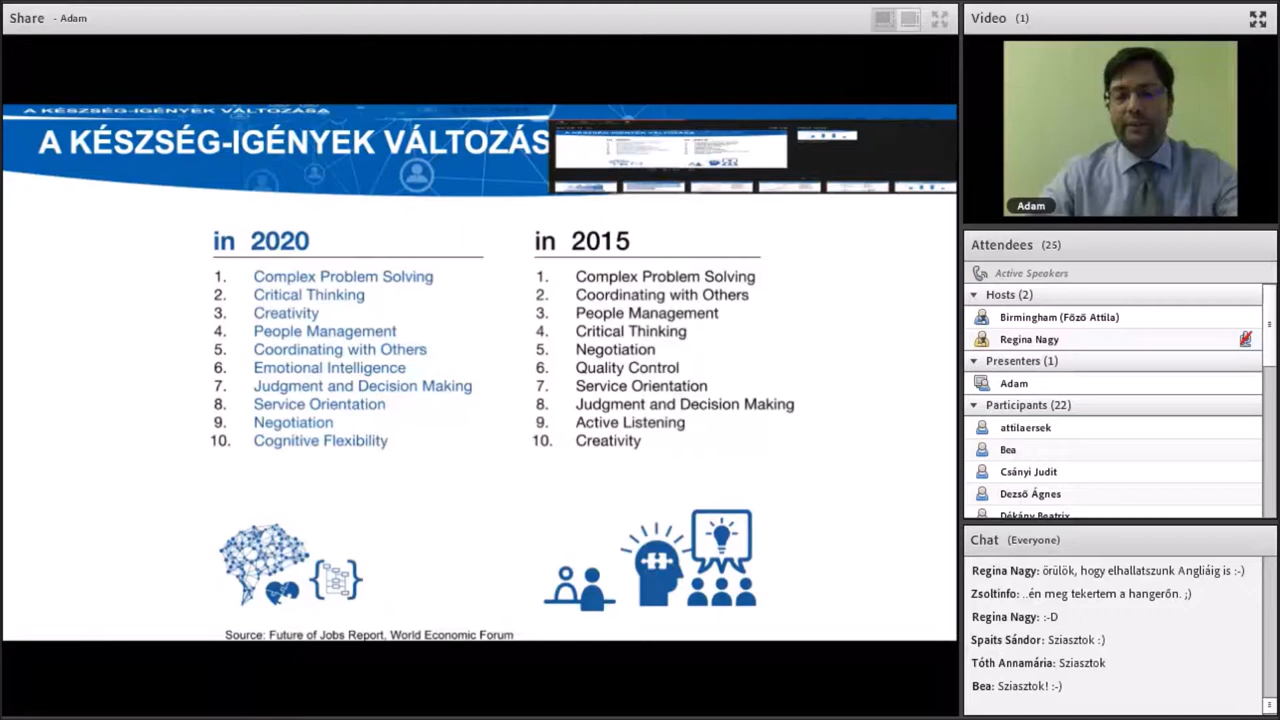 Share - Adam
A KÉSZSÉG-IGÉNYEK VÁLTOZÁSA
A KÉSZSÉG-IGÉNYEK VÁLTOZÁS
in 2020
1. Complex Problem Solving
2. Critical Thinking
3. Creativity
4. People Management
5. Coordinating with Others
6. Emotional Intelligence
7. Judgment and Decision Making
8. Service Orientation
9. Negotiation
10. Cognitive Flexibility
in 2015
1. Complex Problem Solving
2. Coordinating with Others
3. People Management
4. Critical Thinking
5. Negotiation
6. Quality Control
7. Service Orientation
8. Judgment and Decision Making
9. Active Listening
10. Creativity
Source: Future of Jobs Report, World Economic Forum
Video (1)
Adam
Attendees (25)
Active Speakers
Hosts (2)
Birmingham (Főző Attila)
Regina Nagy
Presenters (1)
Adam
Participants (22)
attilaersek
Bea
Csányi Judit
Dezső Ágnes
Dékány Beatrix
Chat (Everyone)
Regina Nagy: örülök, hogy elhallatszunk Angliáig is :-)
Zsoltinfo: ..én meg tekertem a hangerőn. ;)
Regina Nagy: :-D
Spaits Sándor: Sziasztok :)
Tóth Annamária: Sziasztok
Bea: Sziasztok! :-)